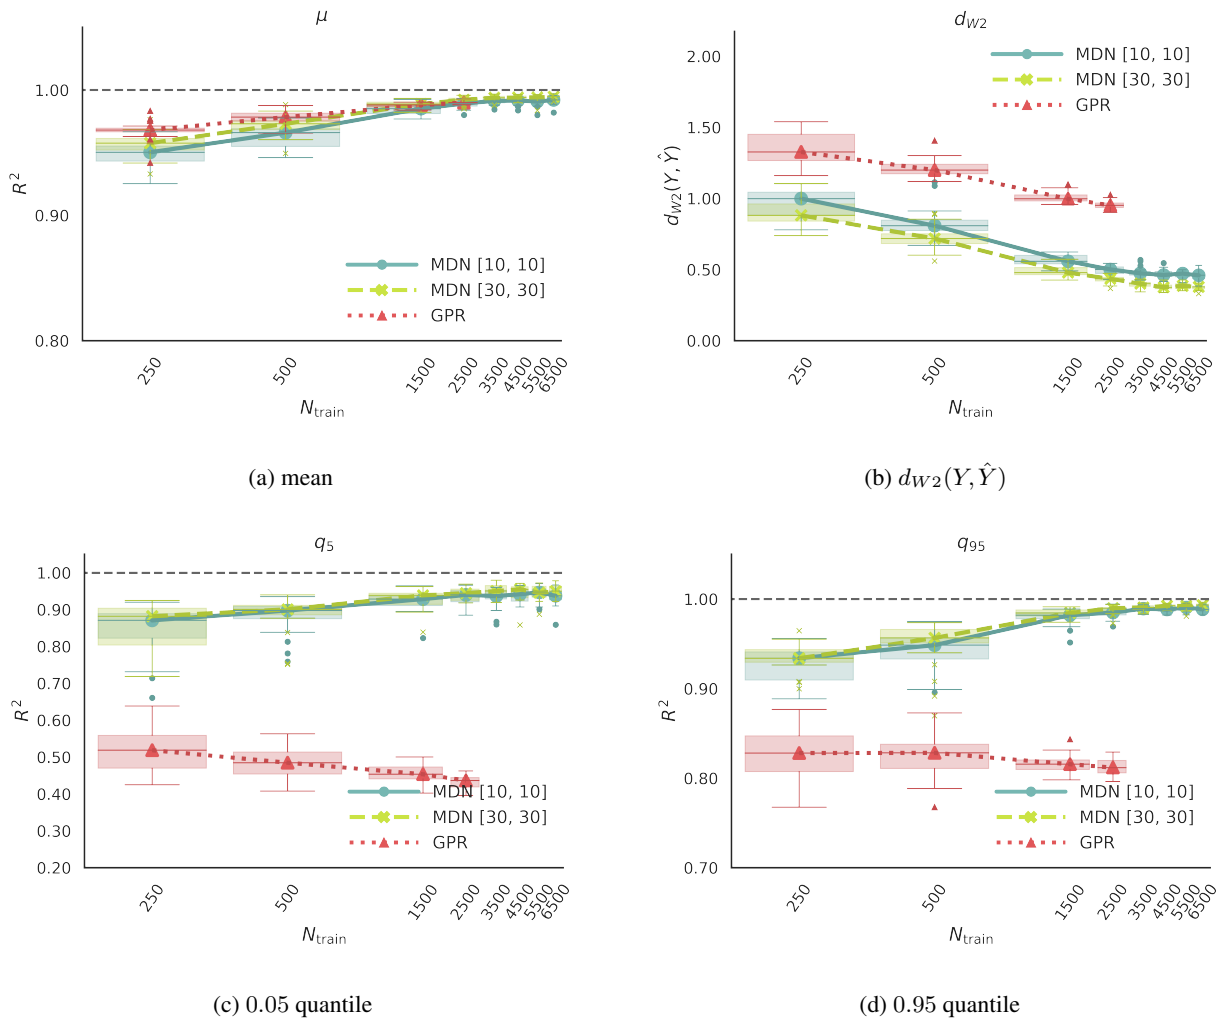 μ
1.00
0.90
0.80
R²
MDN [10, 10]
MDN [30, 30]
GPR
250
500
1500
2500
3500
4500
5500
6500
N_train
(a) mean
d_{W2}
2.00
1.50
1.00
0.50
0.00
d_{W2}(Y, Ŷ)
MDN [10, 10]
MDN [30, 30]
GPR
250
500
1500
2500
3500
4500
5500
6500
N_train
(b) d_{W2}(Y, Ŷ)
q₅
1.00
0.90
0.80
0.70
0.60
0.50
0.40
0.30
0.20
R²
MDN [10, 10]
MDN [30, 30]
GPR
250
500
1500
2500
3500
4500
5500
6500
N_train
(c) 0.05 quantile
q₉₅
1.00
0.90
0.80
0.70
R²
MDN [10, 10]
MDN [30, 30]
GPR
250
500
1500
2500
3500
4500
5500
6500
N_train
(d) 0.95 quantile